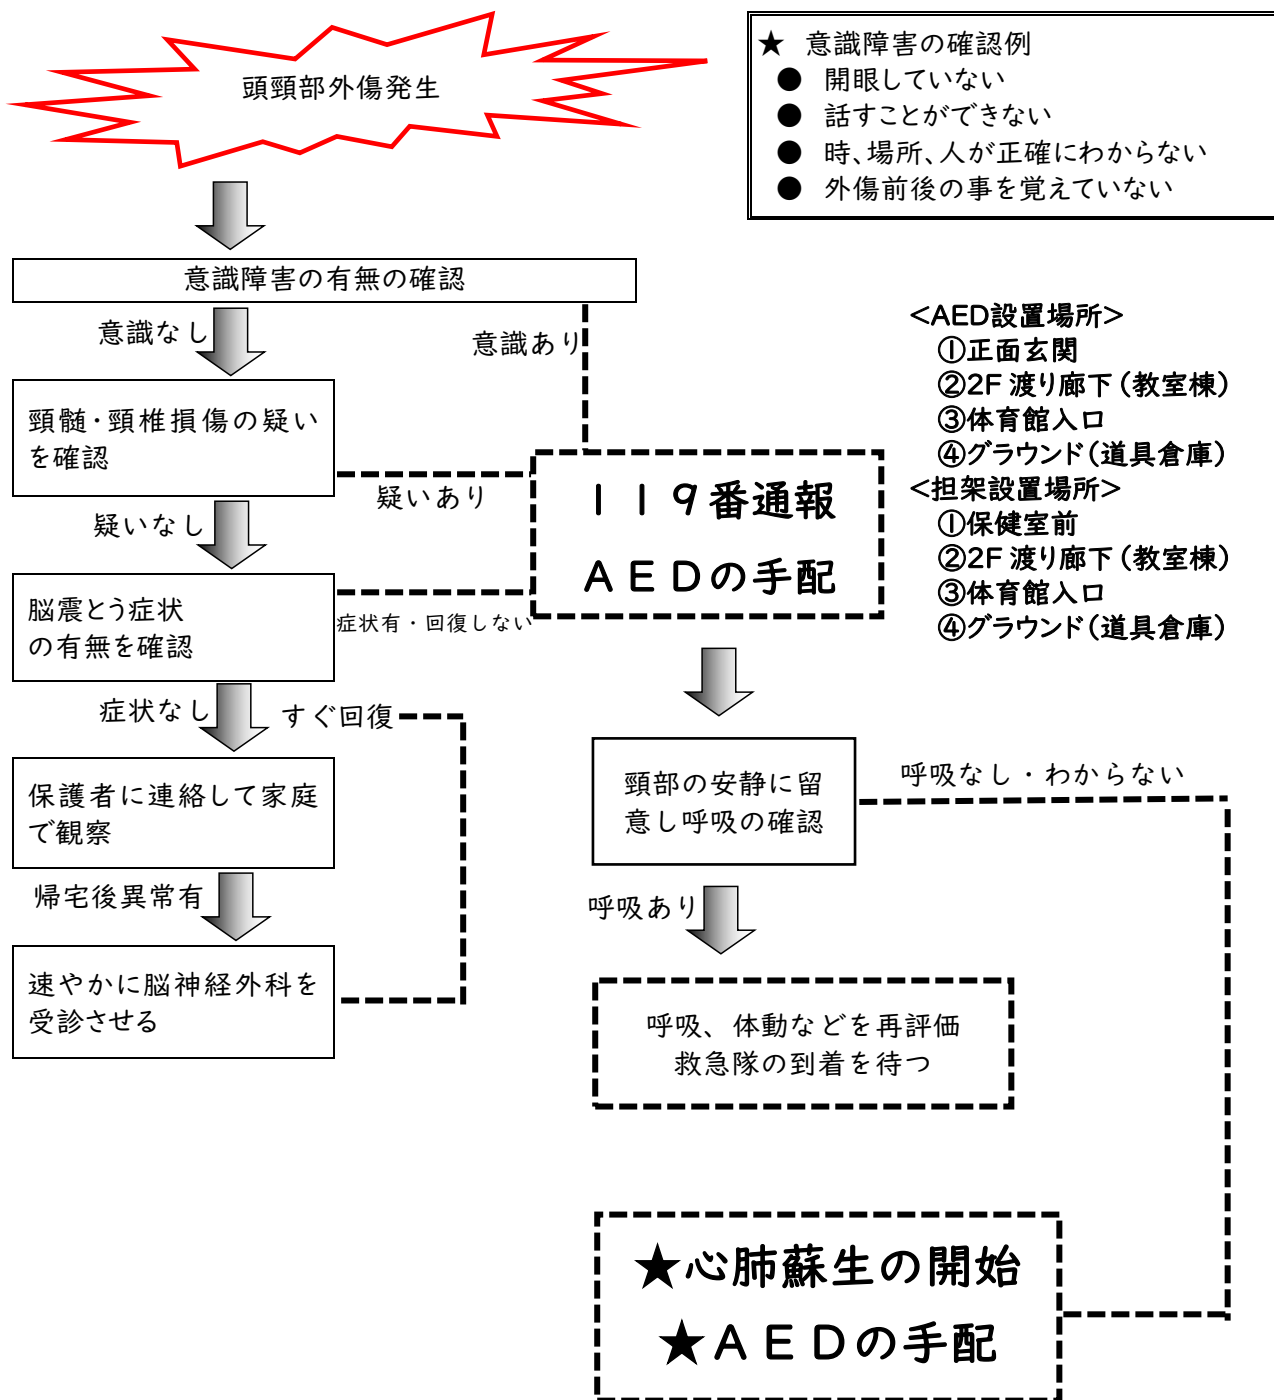 頭頸部外傷発生
★ 意識障害の確認例
● 開眼していない
● 話すことができない
● 時、場所、人が正確にわからない
● 外傷前後の事を覚えていない
意識障害の有無の確認
意識なし
意識あり
<AED設置場所>
①正面玄関
②2F 渡り廊下(教室棟)
③体育館入口
④グラウンド(道具倉庫)
<担架設置場所>
①保健室前
②2F 渡り廊下(教室棟)
③体育館入口
④グラウンド(道具倉庫)
頸髄・頸椎損傷の疑い
を確認
疑いあり
疑いなし
119番通報
AEDの手配
脳震とう症状
の有無を確認
症状有・回復しない
症状なし
すぐ回復
保護者に連絡して家庭
で観察
帰宅後異常有
速やかに脳神経外科を
受診させる
頸部の安静に留
意し呼吸の確認
呼吸なし・わからない
呼吸あり
呼吸、体動などを再評価
救急隊の到着を待つ
★心肺蘇生の開始
★AEDの手配